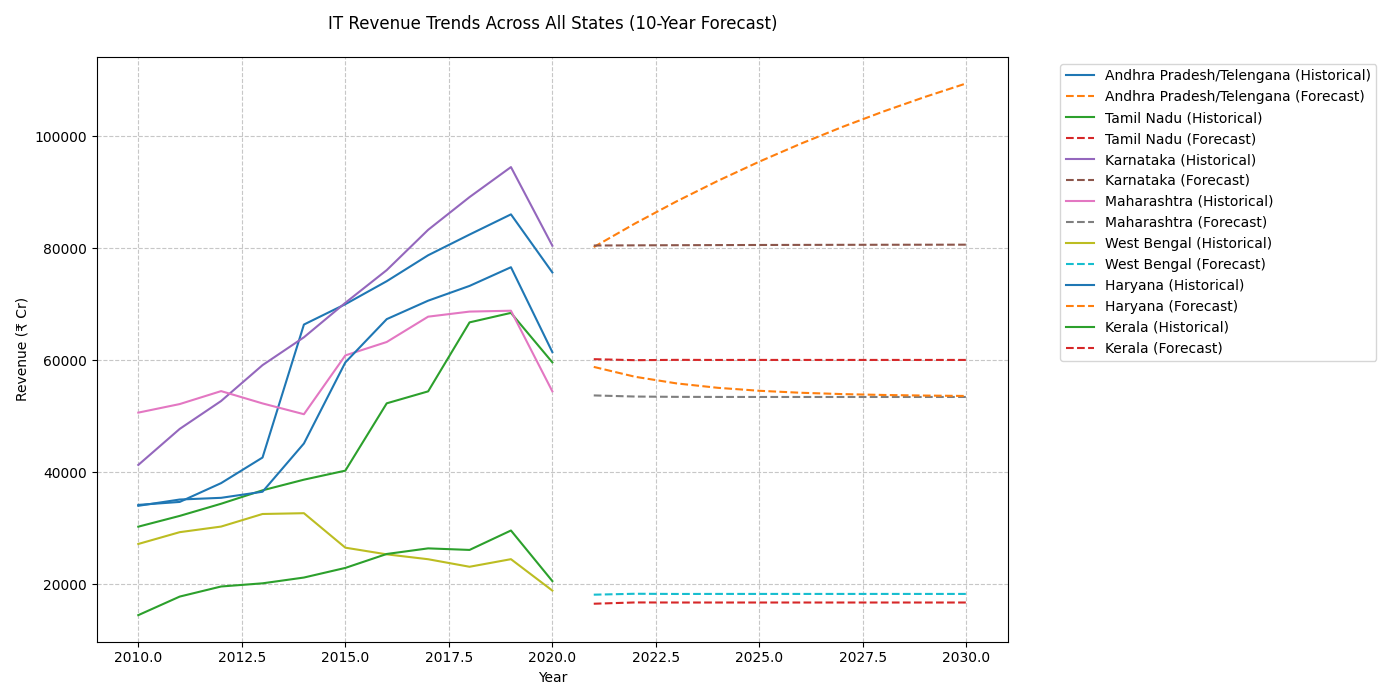 IT Revenue Trends Across All States (10-Year Forecast)
Revenue (₹ Cr)
100000
80000
60000
40000
20000
2010.0 2012.5 2015.0 2017.5 2020.0 2022.5 2025.0 2027.5 2030.0
Year
Andhra Pradesh/Telengana (Historical)
Andhra Pradesh/Telengana (Forecast)
Tamil Nadu (Historical)
Tamil Nadu (Forecast)
Karnataka (Historical)
Karnataka (Forecast)
Maharashtra (Historical)
Maharashtra (Forecast)
West Bengal (Historical)
West Bengal (Forecast)
Haryana (Historical)
Haryana (Forecast)
Kerala (Historical)
Kerala (Forecast)